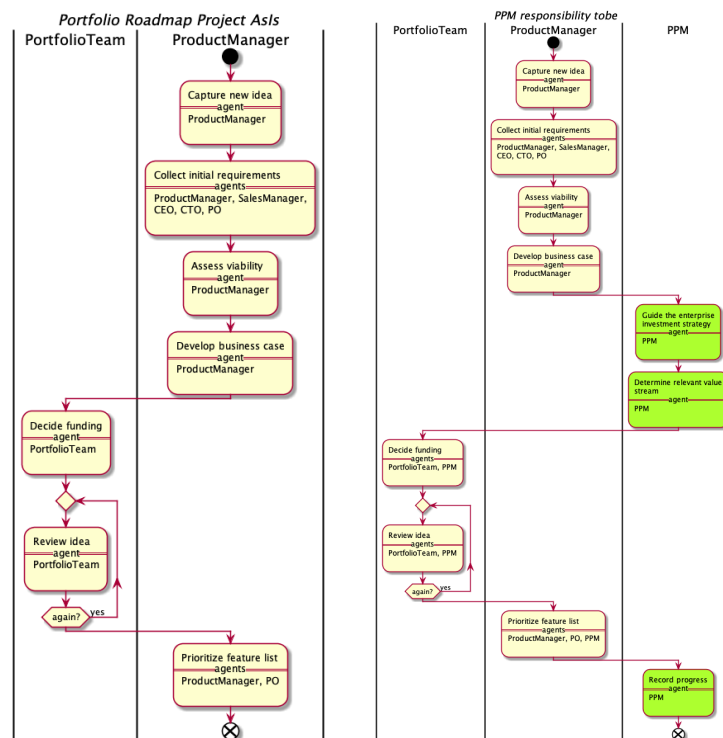 Portfolio Roadmap Project AsIs
PortfolioTeam
ProductManager
Capture new idea
agent
ProductManager
Collect initial requirements
agents
ProductManager, SalesManager,
CEO, CTO, PO
Assess viability
agent
ProductManager
Develop business case
agent
ProductManager
Decide funding
agent
PortfolioTeam
Review idea
agent
PortfolioTeam
again?
yes
Prioritize feature list
agents
ProductManager, PO
PPM responsibility tobe
PortfolioTeam
ProductManager
PPM
Capture new idea
agent
ProductManager
Collect initial requirements
agents
ProductManager, SalesManager,
CEO, CTO, PO
Assess viability
agent
ProductManager
Develop business case
agent
ProductManager
Guide the enterprise
investment strategy
agent
PPM
Determine relevant value
stream
agent
PPM
Decide funding
agents
PortfolioTeam, PPM
Review idea
agents
PortfolioTeam, PPM
again?
yes
Prioritize feature list
agents
ProductManager, PO, PPM
Record progress
agent
PPM